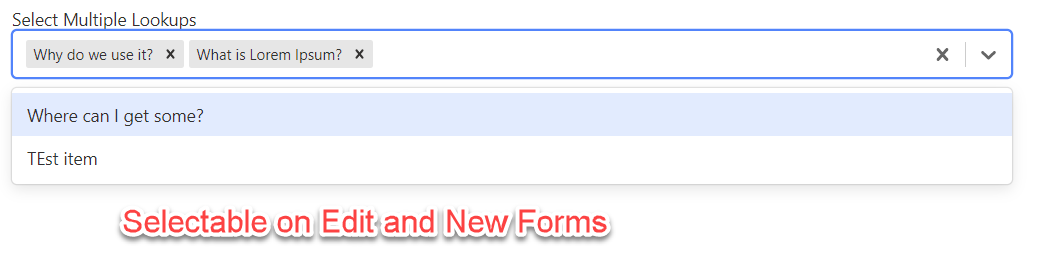 Select Multiple Lookups
Why do we use it? × What is Lorem Ipsum? ×
Where can I get some?
TEst item
Selectable on Edit and New Forms